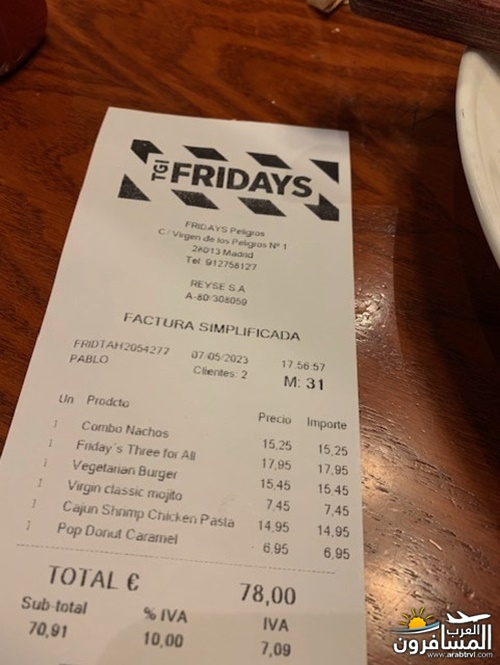 TGI FRIDAYS
FRIDAYS Peligros
C/ Virgen de los Peligros Nº 1
28013 Madrid
Tel: 912758127
REYSE S.A
A-80/308059
FACTURA SIMPLIFICADA
FRIDTAH2054277 07/05/2023 17:56:57
PABLO Clientes: 2 M: 31
Un Prodcto Precio Importe
1 Combo Nachos 15,25 15,25
1 Friday´s Three for All 17,95 17,95
1 Vegetarian Burger 15,45 15,45
1 Virgin classic mojito 7,45 7,45
1 Cajun Shrimp Chicken Pasta 14,95 14,95
1 Pop Donut Caramel 6,95 6,95
TOTAL € 78,00
Sub-total % IVA IVA
70,91 10,00 7,09
العرب
المسافرون
www.arabtrvl.com